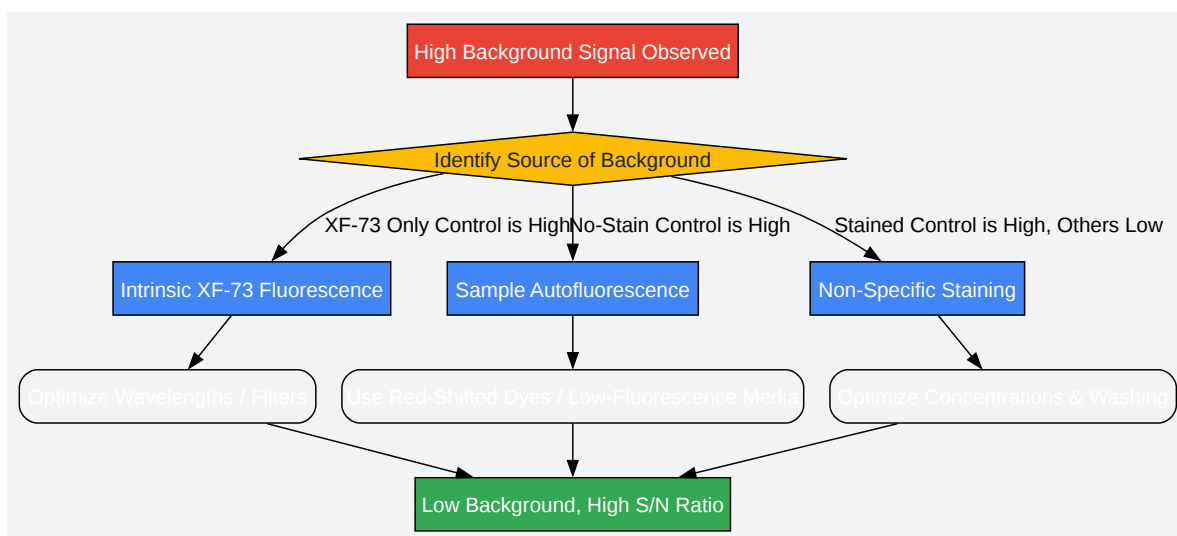 High Background Signal Observed
Identify Source of Background
XF-73 Only Control is High
No-Stain Control is High
Stained Control is High, Others Low
Intrinsic XF-73 Fluorescence
Sample Autofluorescence
Non-Specific Staining
Optimize Wavelengths / Filters
Use Red-Shifted Dyes / Low-Fluorescence Media
Optimize Concentrations & Washing
Low Background, High S/N Ratio